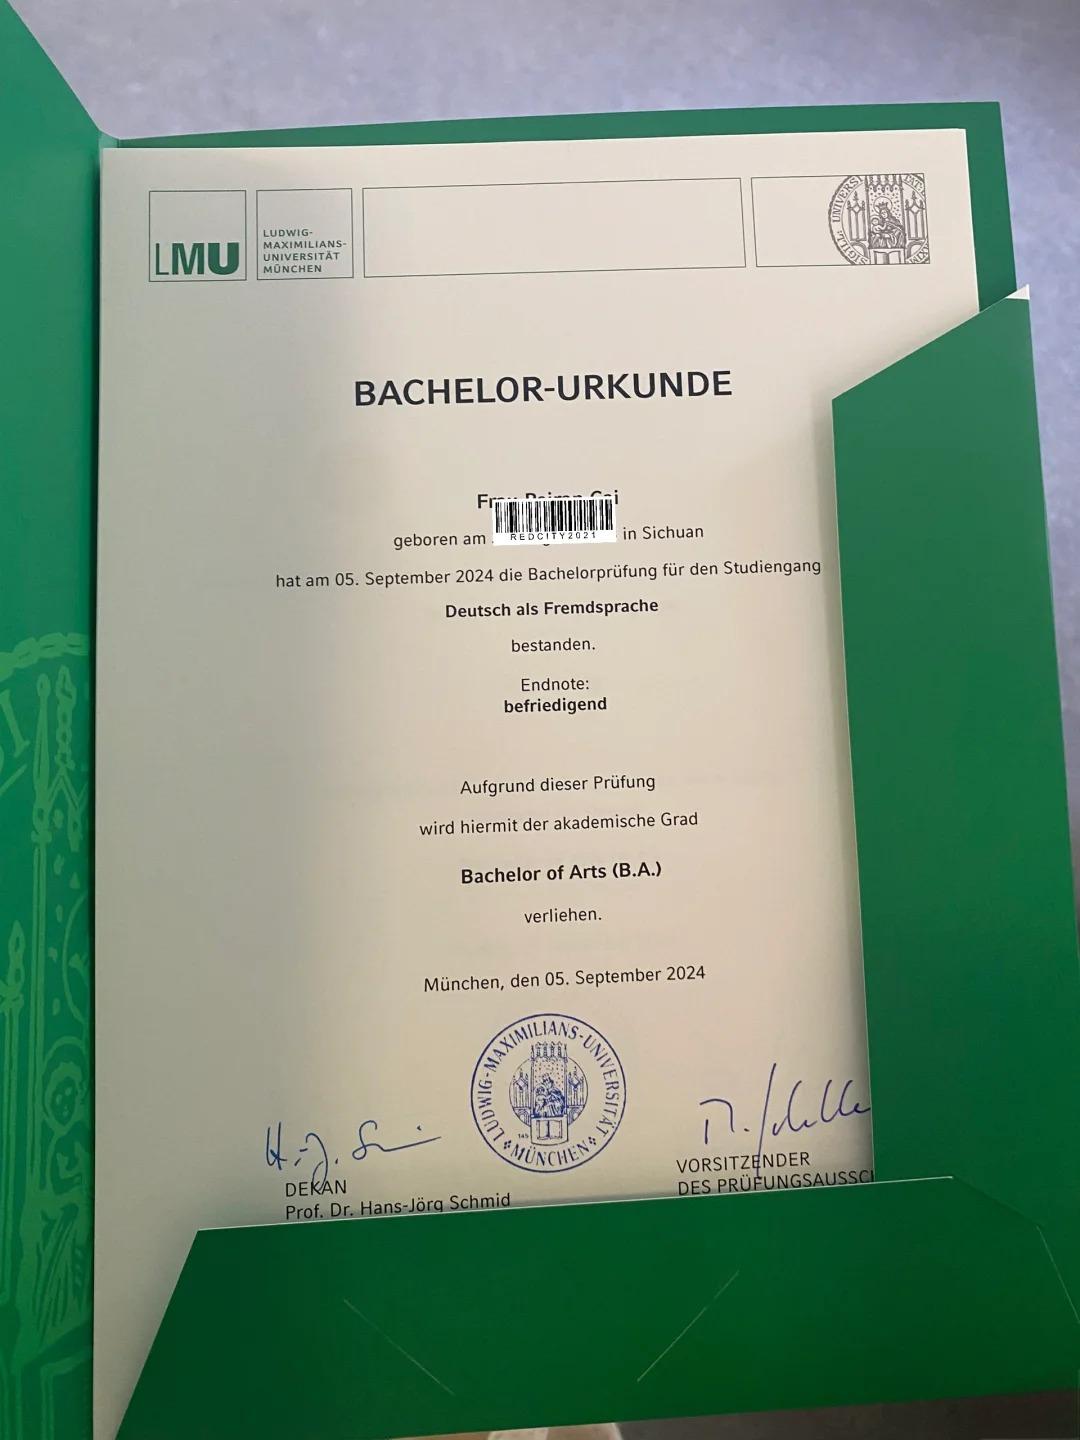 LMU
LUDWIG-
MAXIMILIANS-
UNIVERSITÄT
MÜNCHEN
BACHELOR-URKUNDE
Frau
geboren am in Sichuan
REDCITY2021
hat am 05. September 2024 die Bachelorprüfung für den Studiengang
Deutsch als Fremdsprache
bestanden.
Endnote:
befriedigend
Aufgrund dieser Prüfung
wird hiermit der akademische Grad
Bachelor of Arts (B.A.)
verliehen.
München, den 05. September 2024
LUDWIG-MAXIMILIANS-UNIVERSITÄT MÜNCHEN
DEKAN
Prof. Dr. Hans-Jörg Schmid
VORSITZENDER
DES PRÜFUNGSAUSSC